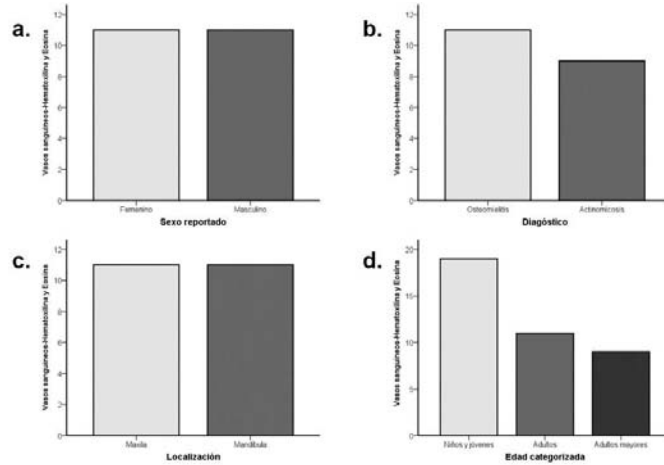 a.
Vasos sanguíneos-Hematoxilina y Eosina
12
10
8
6
4
2
0
Femenino Masculino
Sexo reportado
b.
Vasos sanguíneos-Hematoxilina y Eosina
12
10
8
6
4
2
0
Osteomielitis Actinomicosis
Diagóstico
c.
Vasos sanguíneos-Hematoxilina y Eosina
12
10
8
6
4
2
0
Maxila Mandíbula
Localización
d.
Vasos sanguíneos-Hematoxilina y Eosina
20
15
10
5
0
Niños y jóvenes Adultos Adultos mayores
Edad categorizada